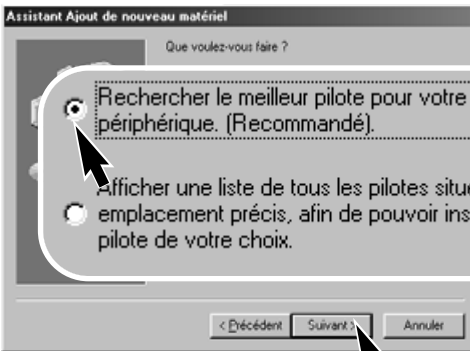 Assistant Ajout de nouveau matériel
Que voulez-vous faire ?
Rechercher le meilleur pilote pour votre
périphérique. (Recommandé).
Afficher une liste de tous les pilotes situé
emplacement précis, afin de pouvoir ins
pilote de votre choix.
< Précédent
Suivant >
Annuler